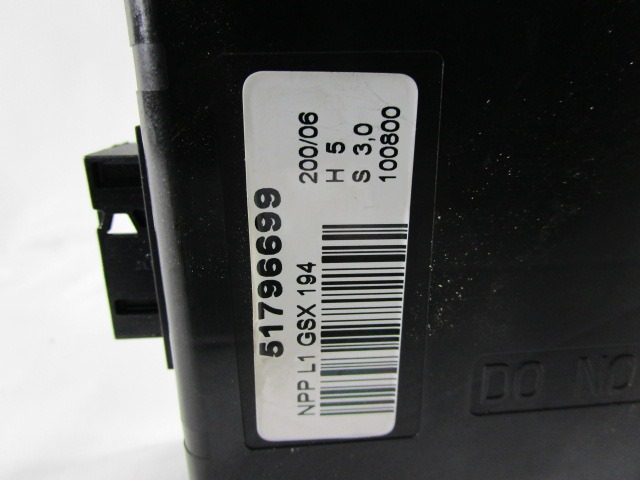 51796699
200/06
NPP L1 GSX 194
H 5
S 3,0
100800
DO NO